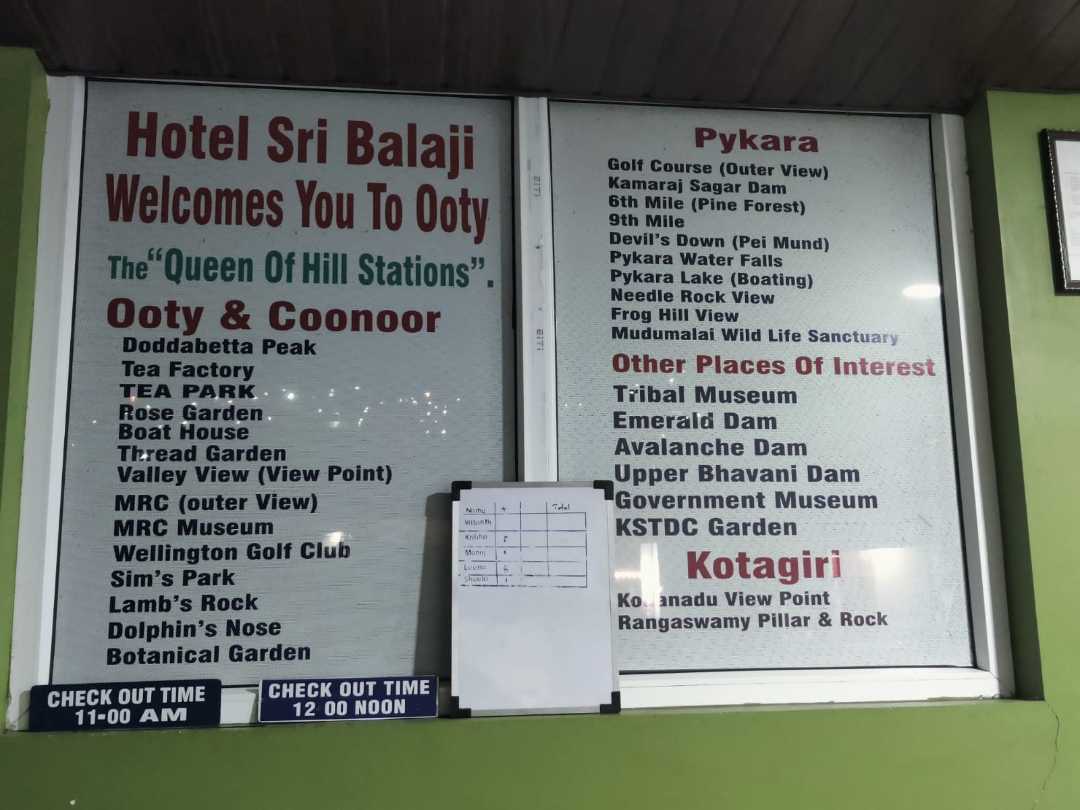 Hotel Sri Balaji
Welcomes You To Ooty
The "Queen Of Hill Stations".
Ooty & Coonoor
Doddabetta Peak
Tea Factory
TEA PARK
Rose Garden
Boat House
Thread Garden
Valley View (View Point)
MRC (outer View)
MRC Museum
Wellington Golf Club
Sim's Park
Lamb's Rock
Dolphin's Nose
Botanical Garden
CHECK OUT TIME
11-00 AM
CHECK OUT TIME
12 00 NOON
Pykara
Golf Course (Outer View)
Kamaraj Sagar Dam
6th Mile (Pine Forest)
9th Mile
Devil's Down (Pei Mund)
Pykara Water Falls
Pykara Lake (Boating)
Needle Rock View
Frog Hill View
Mudumalai Wild Life Sanctuary
Other Places Of Interest
Tribal Museum
Emerald Dam
Avalanche Dam
Upper Bhavani Dam
Government Museum
KSTDC Garden
Kotagiri
View Point
Rangaswamy Pillar & Rock
Total